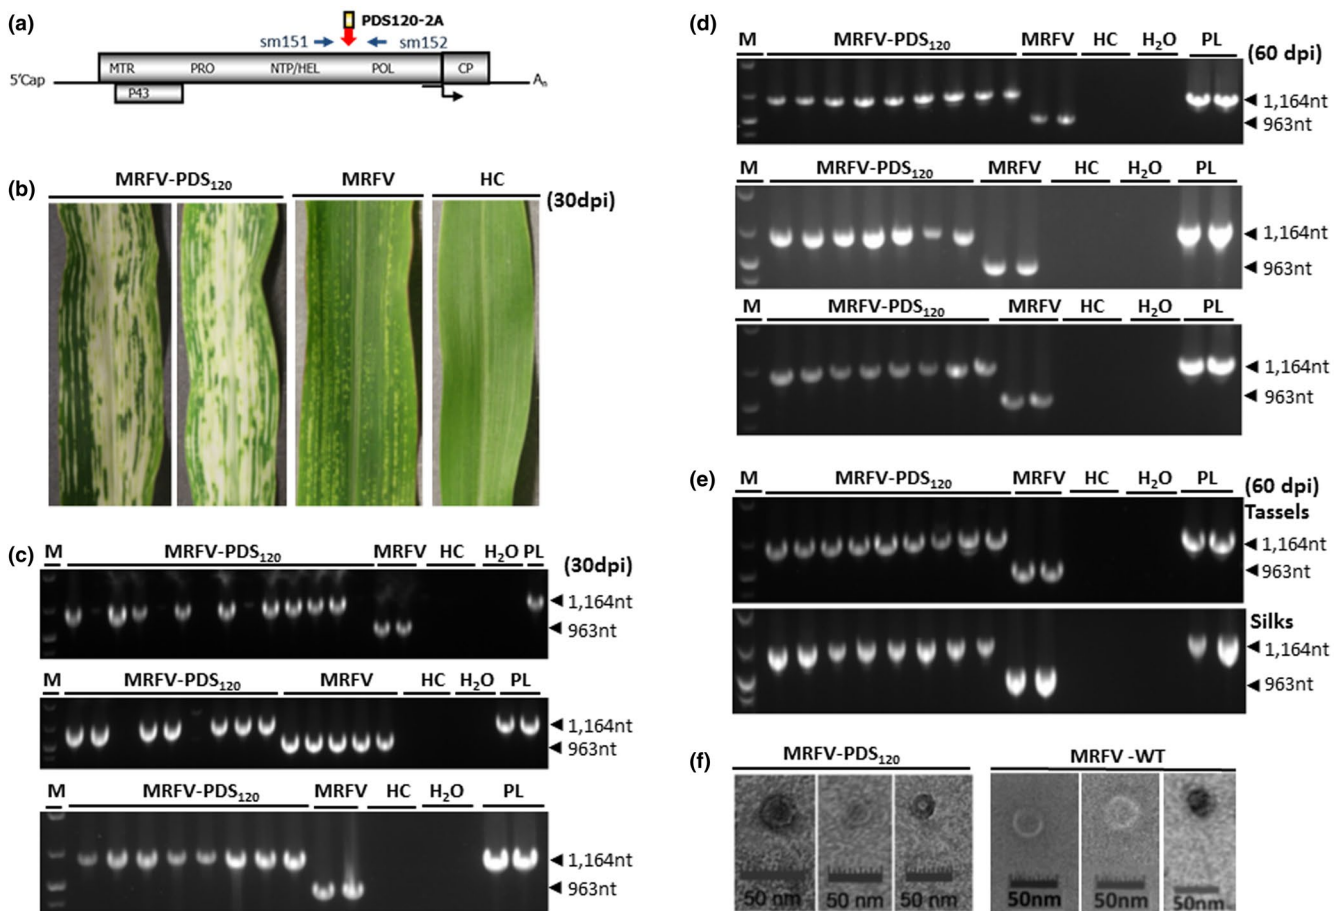 (a)
PDS120-2A
sm151 sm152
5'Cap MTR PRO NTP/HEL POL CP An
P43
(b)
MRFV-PDS120 MRFV HC
(30dpi)
(c)
M MRFV-PDS120 MRFV HC H2O PL
(30dpi)
1,164nt
963nt
M MRFV-PDS120 MRFV HC H2O PL
1,164nt
963nt
M MRFV-PDS120 MRFV HC H2O PL
1,164nt
963nt
(d)
M MRFV-PDS120 MRFV HC H2O PL
(60 dpi)
1,164nt
963nt
M MRFV-PDS120 MRFV HC H2O PL
1,164nt
963nt
M MRFV-PDS120 MRFV HC H2O PL
1,164nt
963nt
(e)
M MRFV-PDS120 MRFV HC H2O PL
(60 dpi)
Tassels
1,164nt
963nt
Silks
1,164nt
963nt
(f)
MRFV-PDS120 MRFV -WT
50 nm 50 nm 50 nm 50nm 50nm 50nm